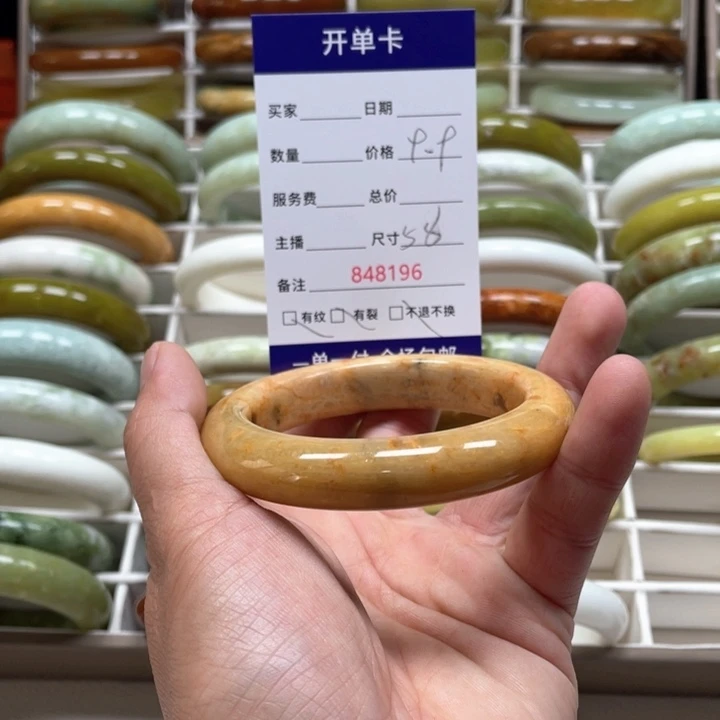 开单卡
买家 日期
数量 价格 9.9
服务费 总价
主播 尺寸 58
备注 848196
□有纹 □有裂 □不退不换